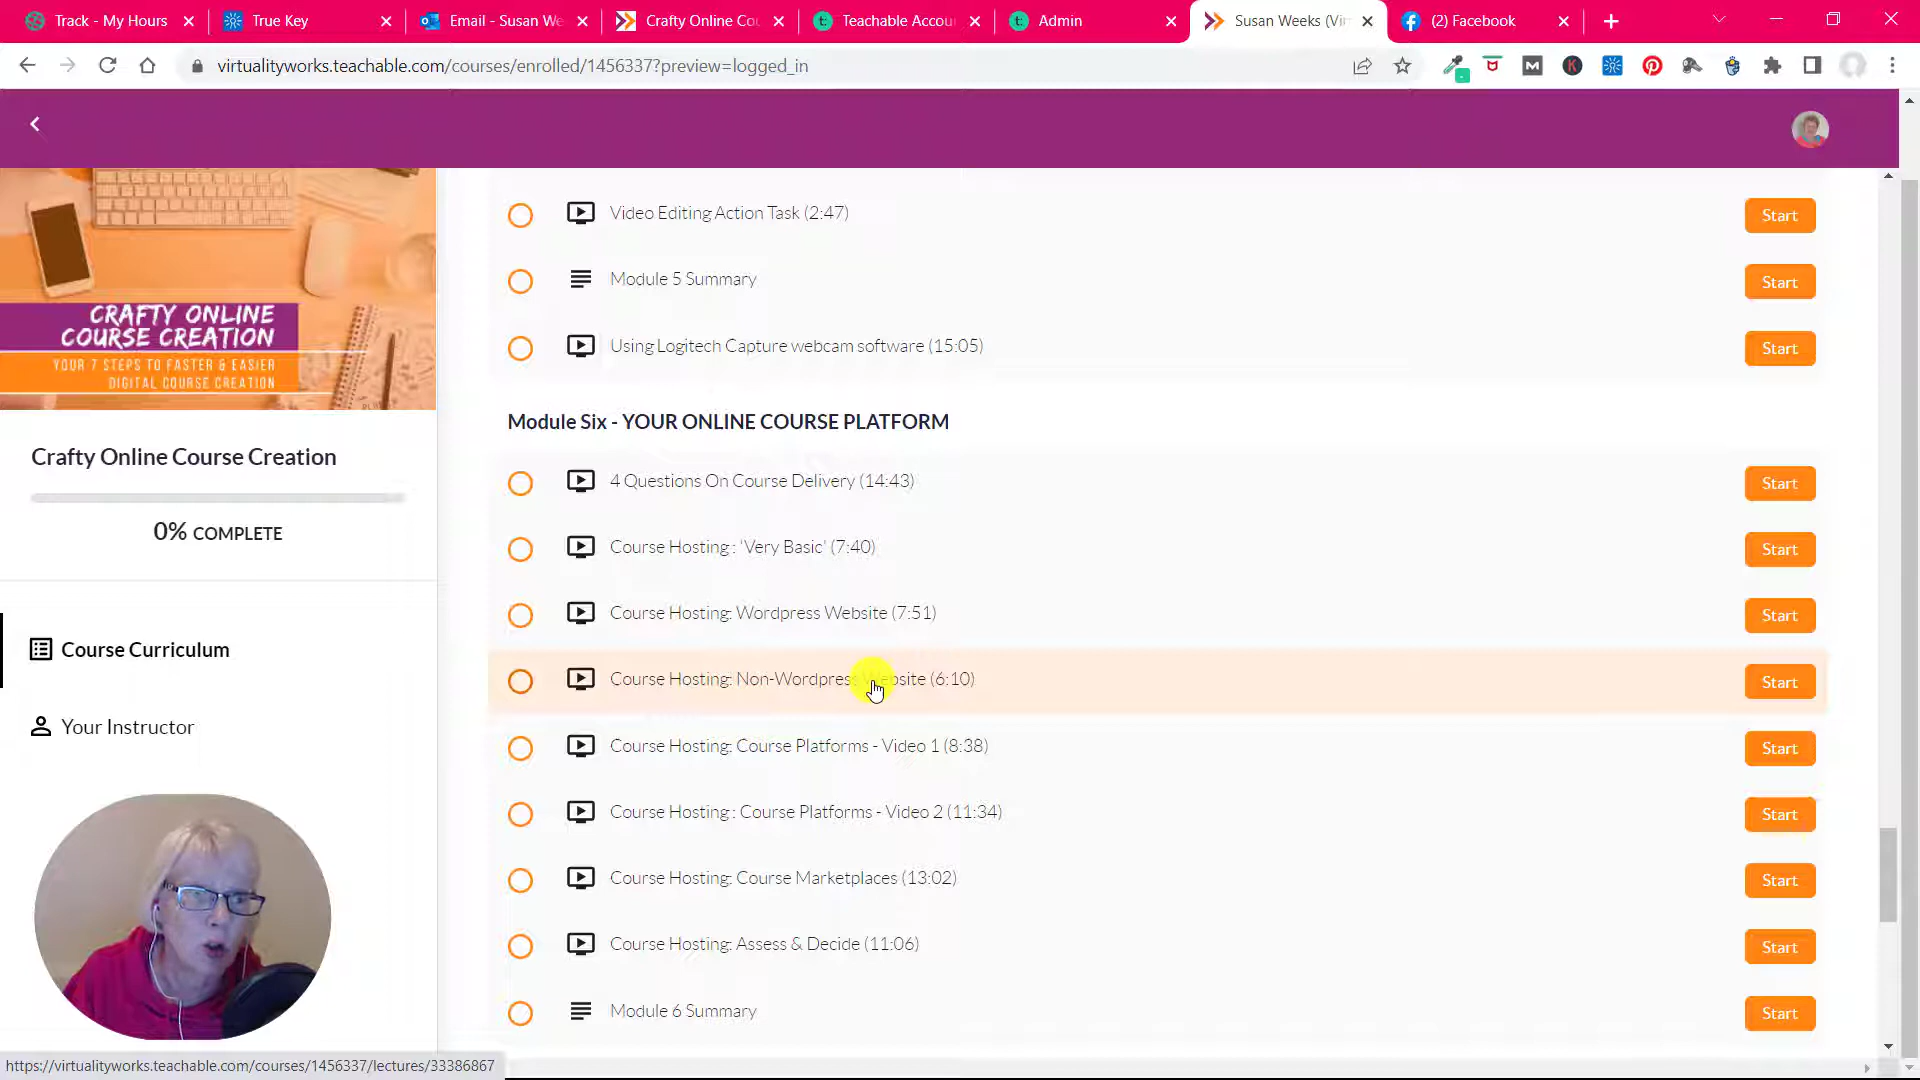 Track - My Hours
True Key
Email - Susan We
Crafty Online Cou
Teachable Accou
Admin
Susan Weeks (Vir
(2) Facebook
virtualityworks.teachable.com/courses/enrolled/1456337?preview=logged_in
Video Editing Action Task (2:47)
Start
Module 5 Summary
Start
Using Logitech Capture webcam software (15:05)
Start
CRAFTY ONLINE
COURSE CREATION
YOUR 7 STEPS TO FASTER & EASIER
DIGITAL COURSE CREATION
Crafty Online Course Creation
0% COMPLETE
Course Curriculum
Your Instructor
Module Six - YOUR ONLINE COURSE PLATFORM
4 Questions On Course Delivery (14:43)
Start
Course Hosting : 'Very Basic' (7:40)
Start
Course Hosting: Wordpress Website (7:51)
Start
Course Hosting: Non-Wordpress Website (6:10)
Start
Course Hosting: Course Platforms - Video 1 (8:38)
Start
Course Hosting : Course Platforms - Video 2 (11:34)
Start
Course Hosting: Course Marketplaces (13:02)
Start
Course Hosting: Assess & Decide (11:06)
Start
Module 6 Summary
Start
https://virtualityworks.teachable.com/courses/1456337/lectures/33386867